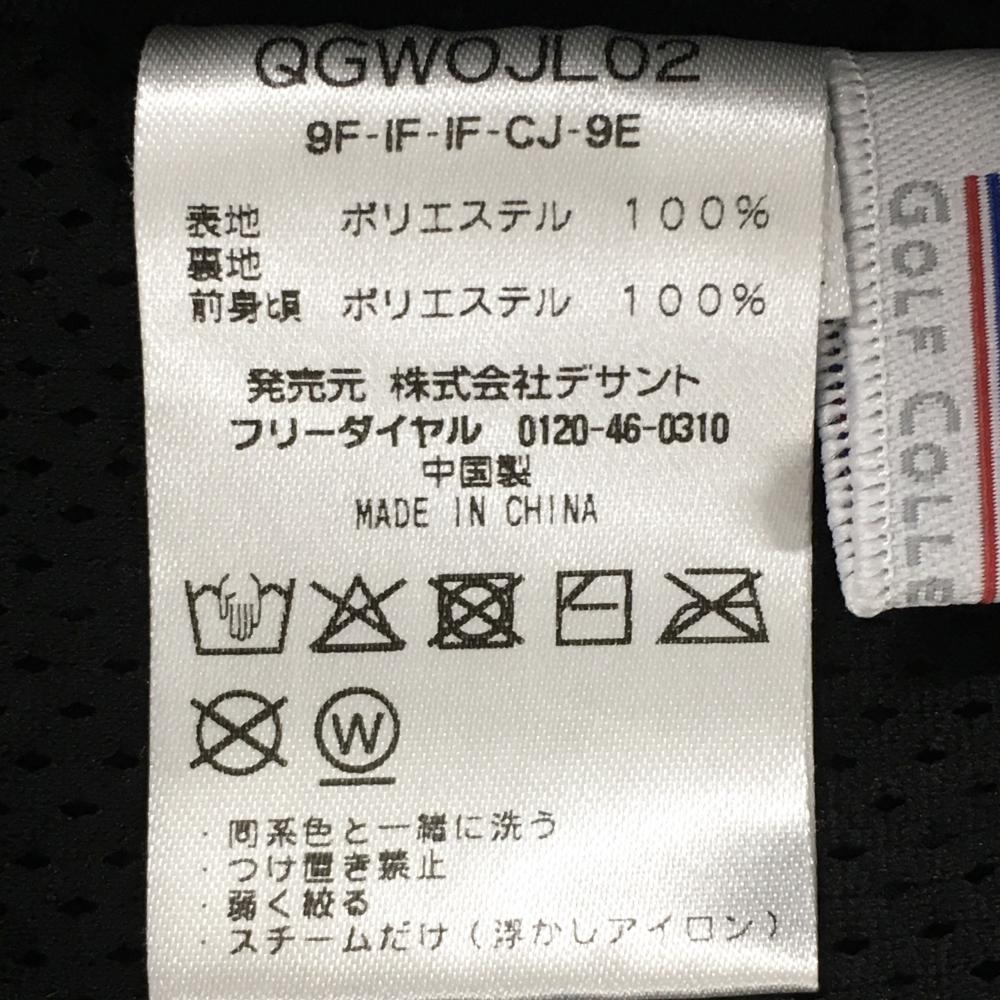 QGWOJL02
9F-IF-IF-CJ-9E
表地 ポリエステル 100%
裏地
前身頃 ポリエステル 100%
発売元 株式会社デサント
フリーダイヤル 0120-46-0310
中国製
MADE IN CHINA
W
・同系色と一緒に洗う
・つけ置き禁止
・弱く絞る
・スチームだけ(浮かしアイロン)
GOLF COLLE